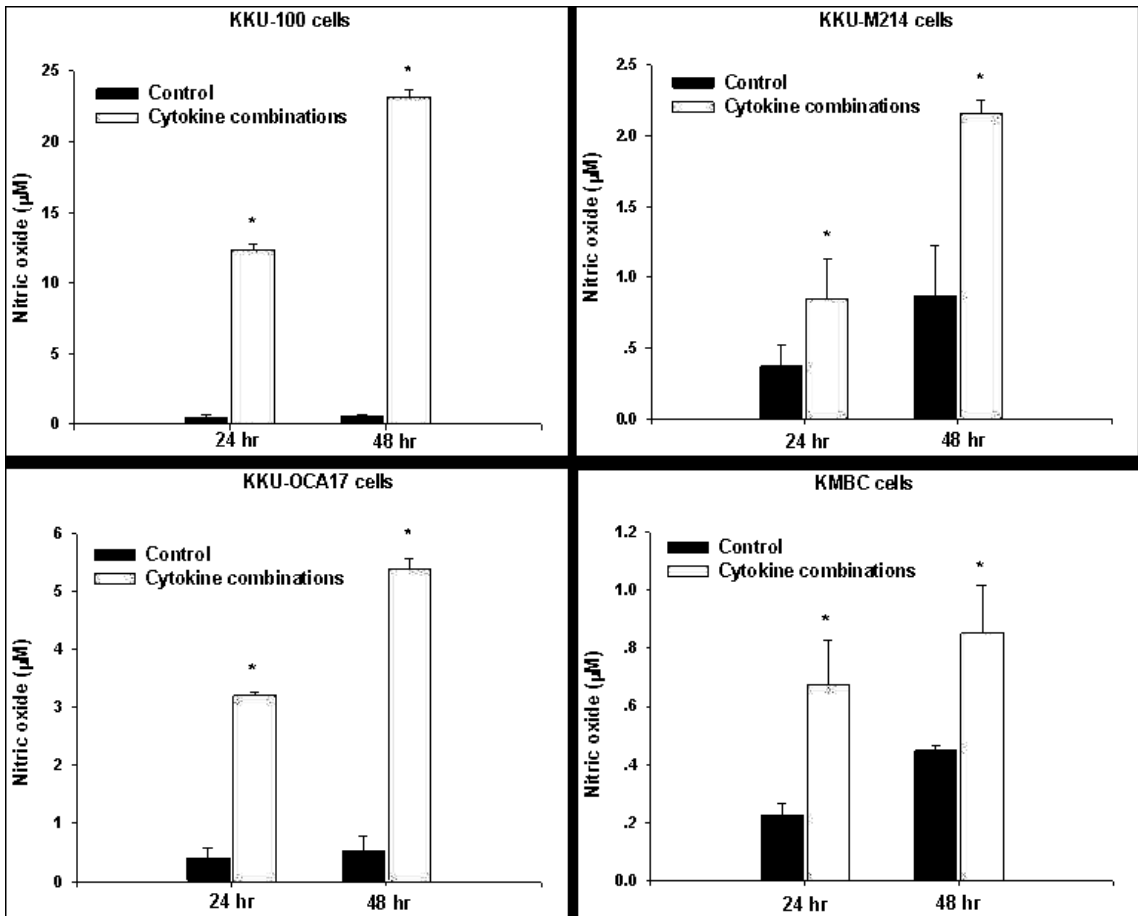 KKU-100 cells
Nitric oxide (µM)
25
20
15
10
5
0
Control
Cytokine combinations
*
*
24 hr
48 hr
KKU-M214 cells
Nitric oxide (µM)
2.5
2.0
1.5
1.0
.5
0.0
Control
Cytokine combinations
*
*
24 hr
48 hr
KKU-OCA17 cells
Nitric oxide (µM)
6
5
4
3
2
1
0
Control
Cytokine combinations
*
*
24 hr
48 hr
KMBC cells
Nitric oxide (µM)
1.2
1.0
.8
.6
.4
.2
0.0
Control
Cytokine combinations
*
*
24 hr
48 hr